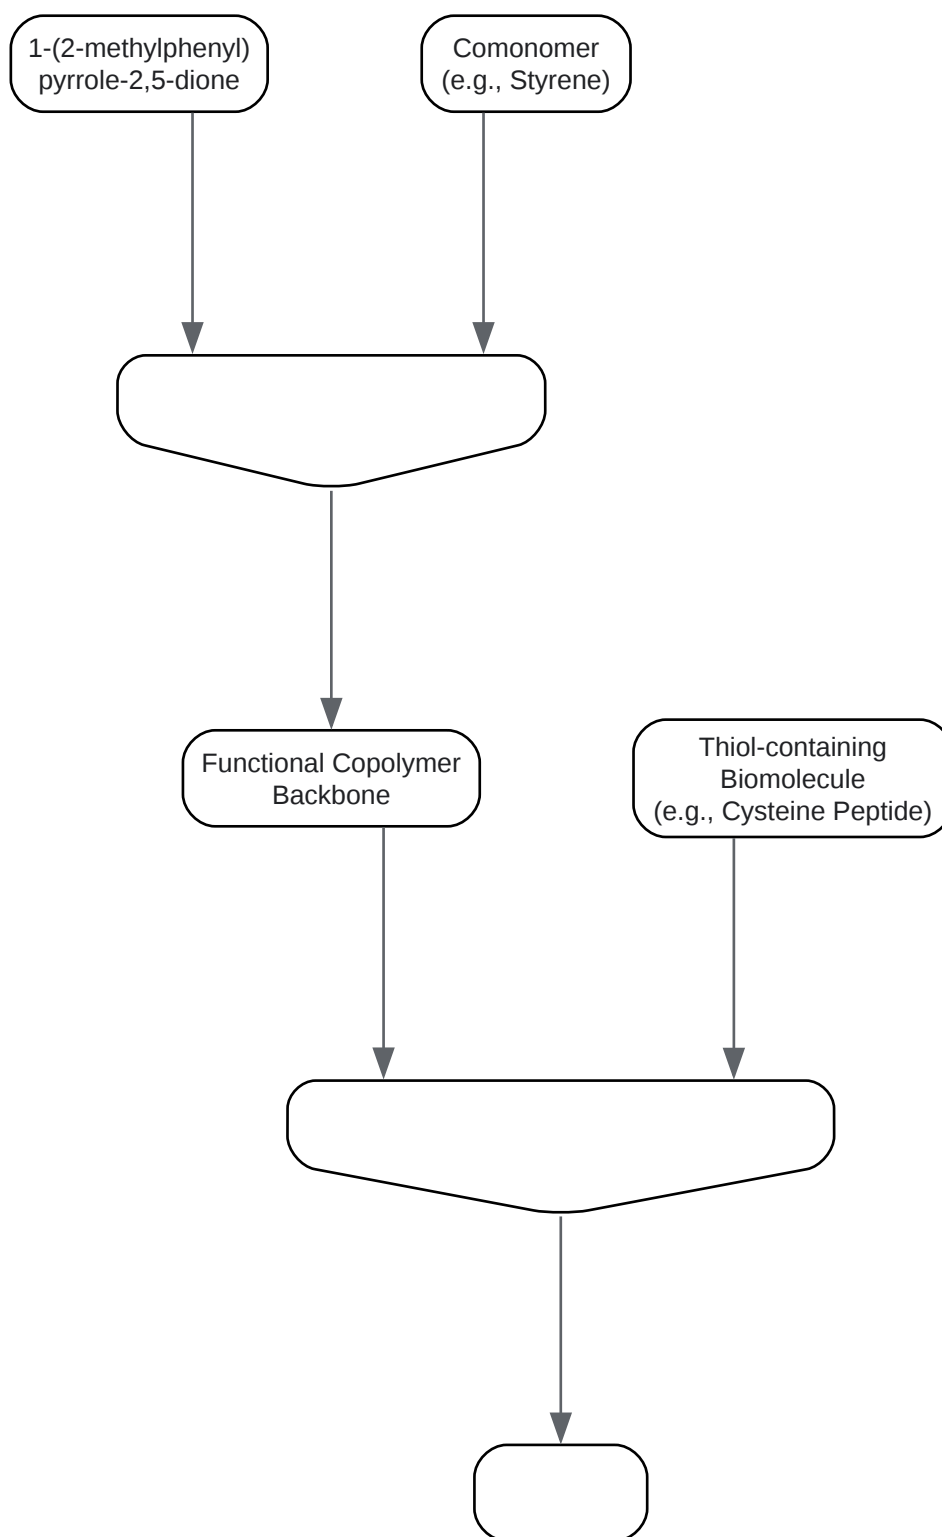 1-(2-methylphenyl)
pyrrole-2,5-dione
Comonomer
(e.g., Styrene)
Functional Copolymer
Backbone
Thiol-containing
Biomolecule
(e.g., Cysteine Peptide)